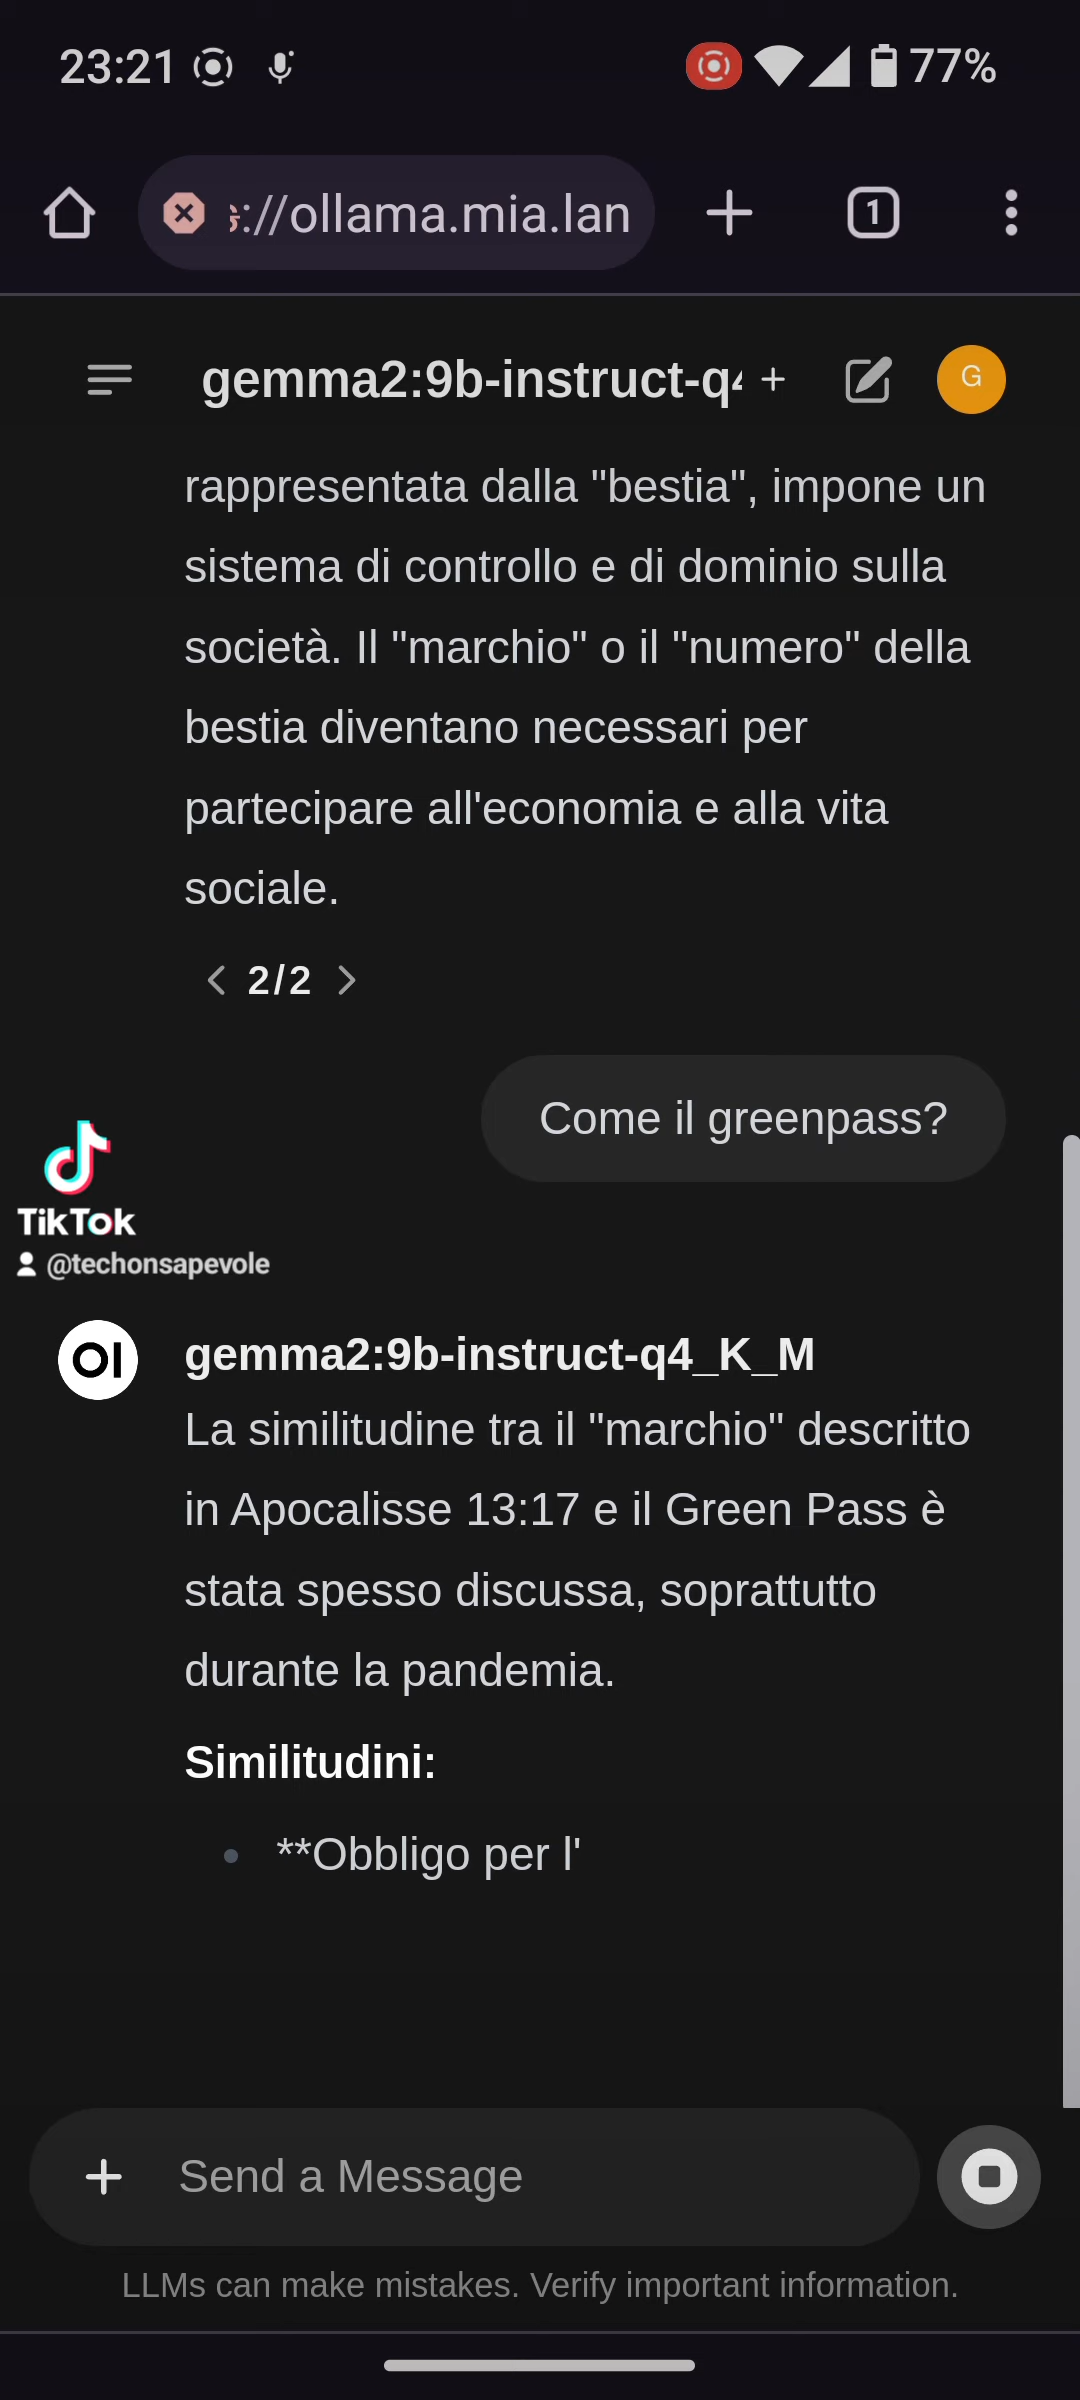 23:21
77%
://ollama.mia.lan
1
gemma2:9b-instruct-q4
G
rappresentata dalla "bestia", impone un
sistema di controllo e di dominio sulla
società. Il "marchio" o il "numero" della
bestia diventano necessari per
partecipare all'economia e alla vita
sociale.
2/2
Come il greenpass?
TikTok
@techonsapevole
OI
gemma2:9b-instruct-q4_K_M
La similitudine tra il "marchio" descritto
in Apocalisse 13:17 e il Green Pass è
stata spesso discussa, soprattutto
durante la pandemia.
Similitudini:
• **Obbligo per l'
Send a Message
LLMs can make mistakes. Verify important information.